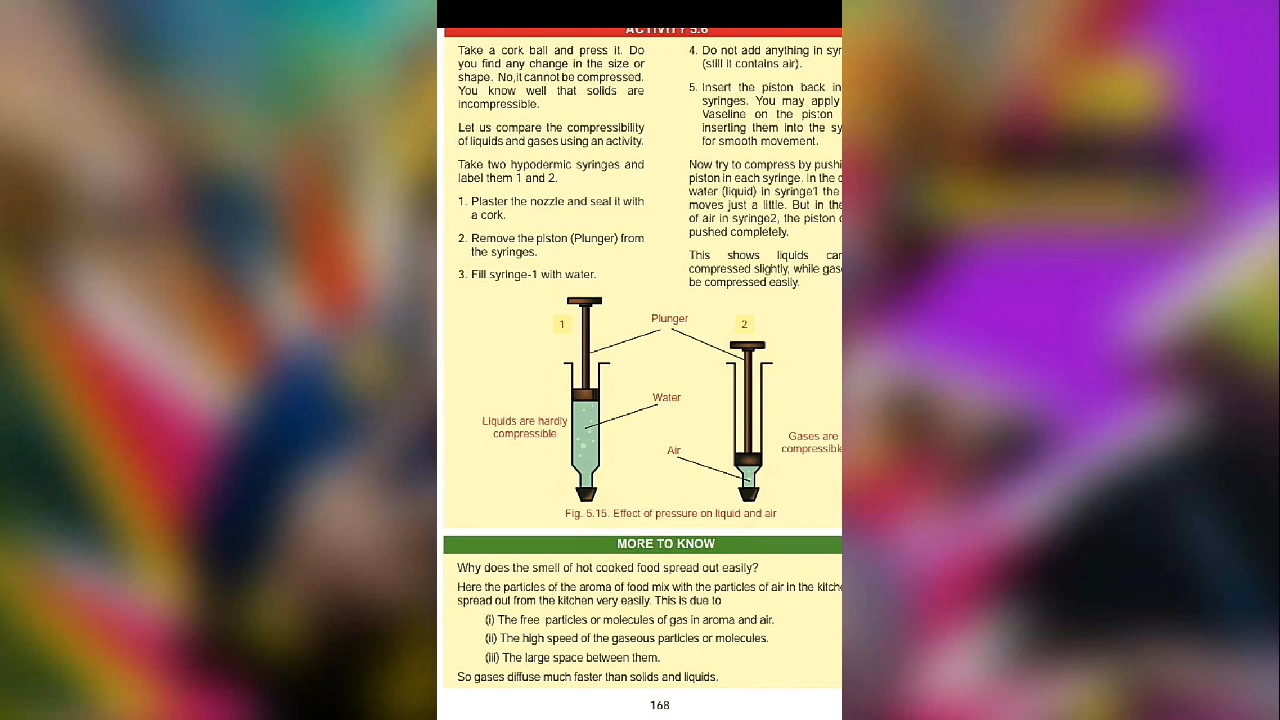 ACTIVITY 5.6
Take a cork ball and press it. Do
you find any change in the size or
shape. No,it cannot be compressed.
You know well that solids are
incompressible.
Let us compare the compressibility
of liquids and gases using an activity.
Take two hypodermic syringes and
label them 1 and 2.
1. Plaster the nozzle and seal it with
a cork.
2. Remove the piston (Plunger) from
the syringes.
3. Fill syringe-1 with water.
4. Do not add anything in
(still it contains air).
5. Insert the piston back
syringes. You may apply
Vaseline on the piston
inserting them into the
for smooth movement.
Now try to compress by
piston in each syringe. In the
water (liquid) in syringe1 the
moves just a little. But in the
of air in syringe2, the piston
pushed completely.
This shows liquids
compressed slightly, while
be compressed easily.
1
Plunger
2
Water
Liquids are hardly
compressible
Air
Gases are
Fig. 5.15. Effect of pressure on liquid and air
MORE TO KNOW
Why does the smell of hot cooked food spread out easily?
Here the particles of the aroma of food mix with the particles of air in the
spread out from the kitchen very easily. This is due to
(i) The free particles or molecules of gas in aroma and air.
(ii) The high speed of the gaseous particles or molecules.
(iii) The large space between them.
So gases diffuse much faster than solids and liquids.
168